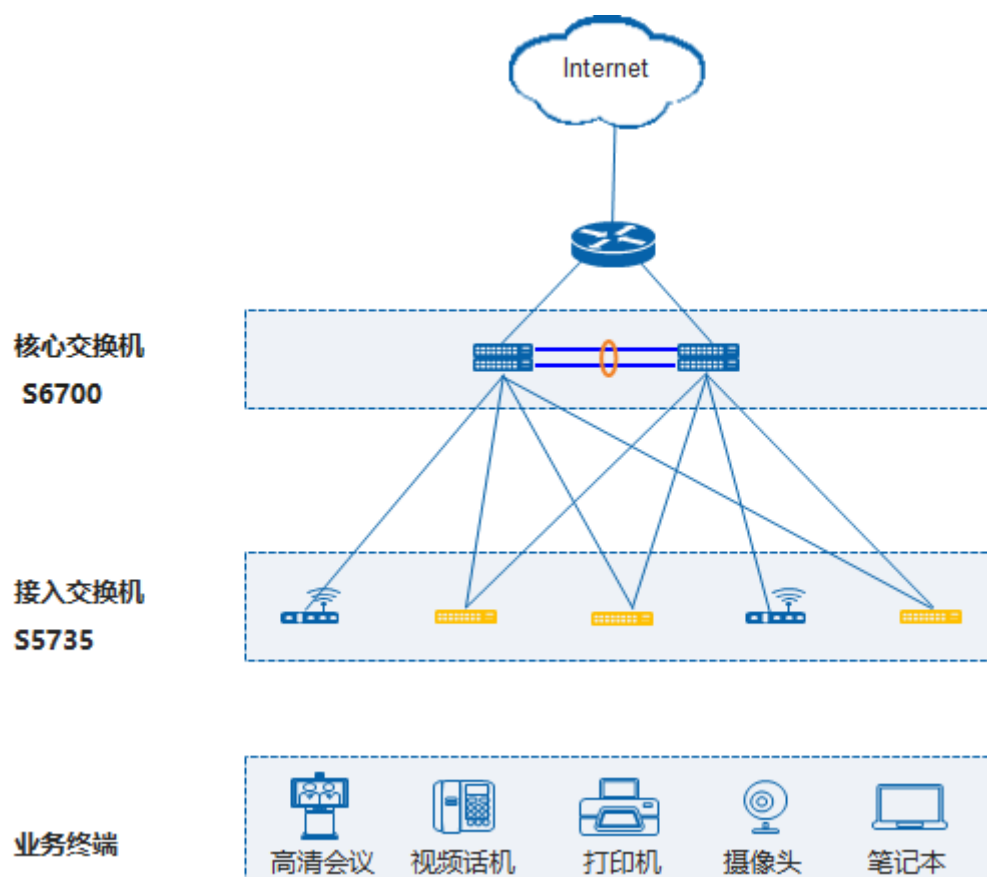 Internet
核心交换机
S6700
接入交换机
S5735
业务终端
高清会议 视频话机 打印机 摄像头 笔记本